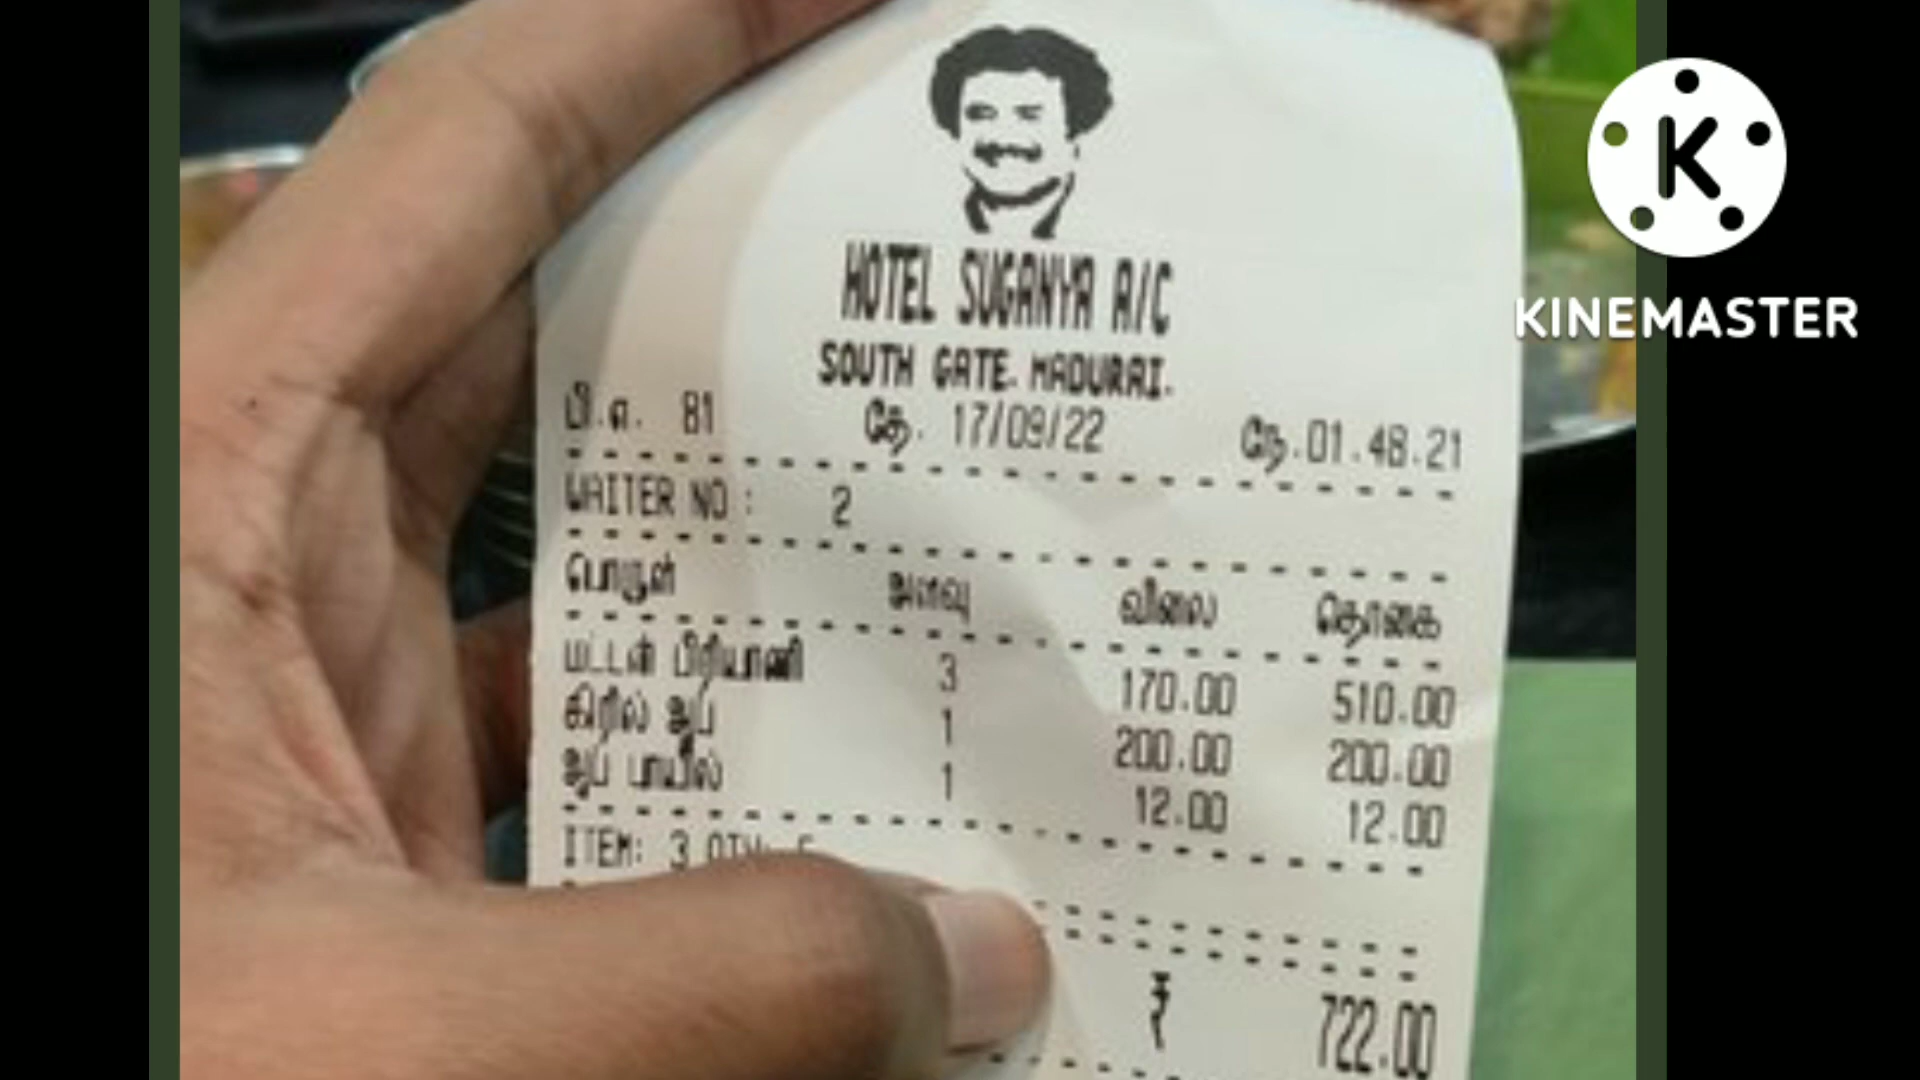 HOTEL SUGANYA A/C
SOUTH GATE. MADURAI.
பி.எ. 81 தே. 17/09/22 நே.01.48.21
WAITER NO : 2
பொருள் அளவு விலை தொகை
மட்டன் பிரியாணி 3 170.00 510.00
கிரில் ஆப் 1 200.00 200.00
ஆப் பாயில் 1 12.00 12.00
ITEM: 3 QTY:
₹ 722.00
K
KINEMASTER